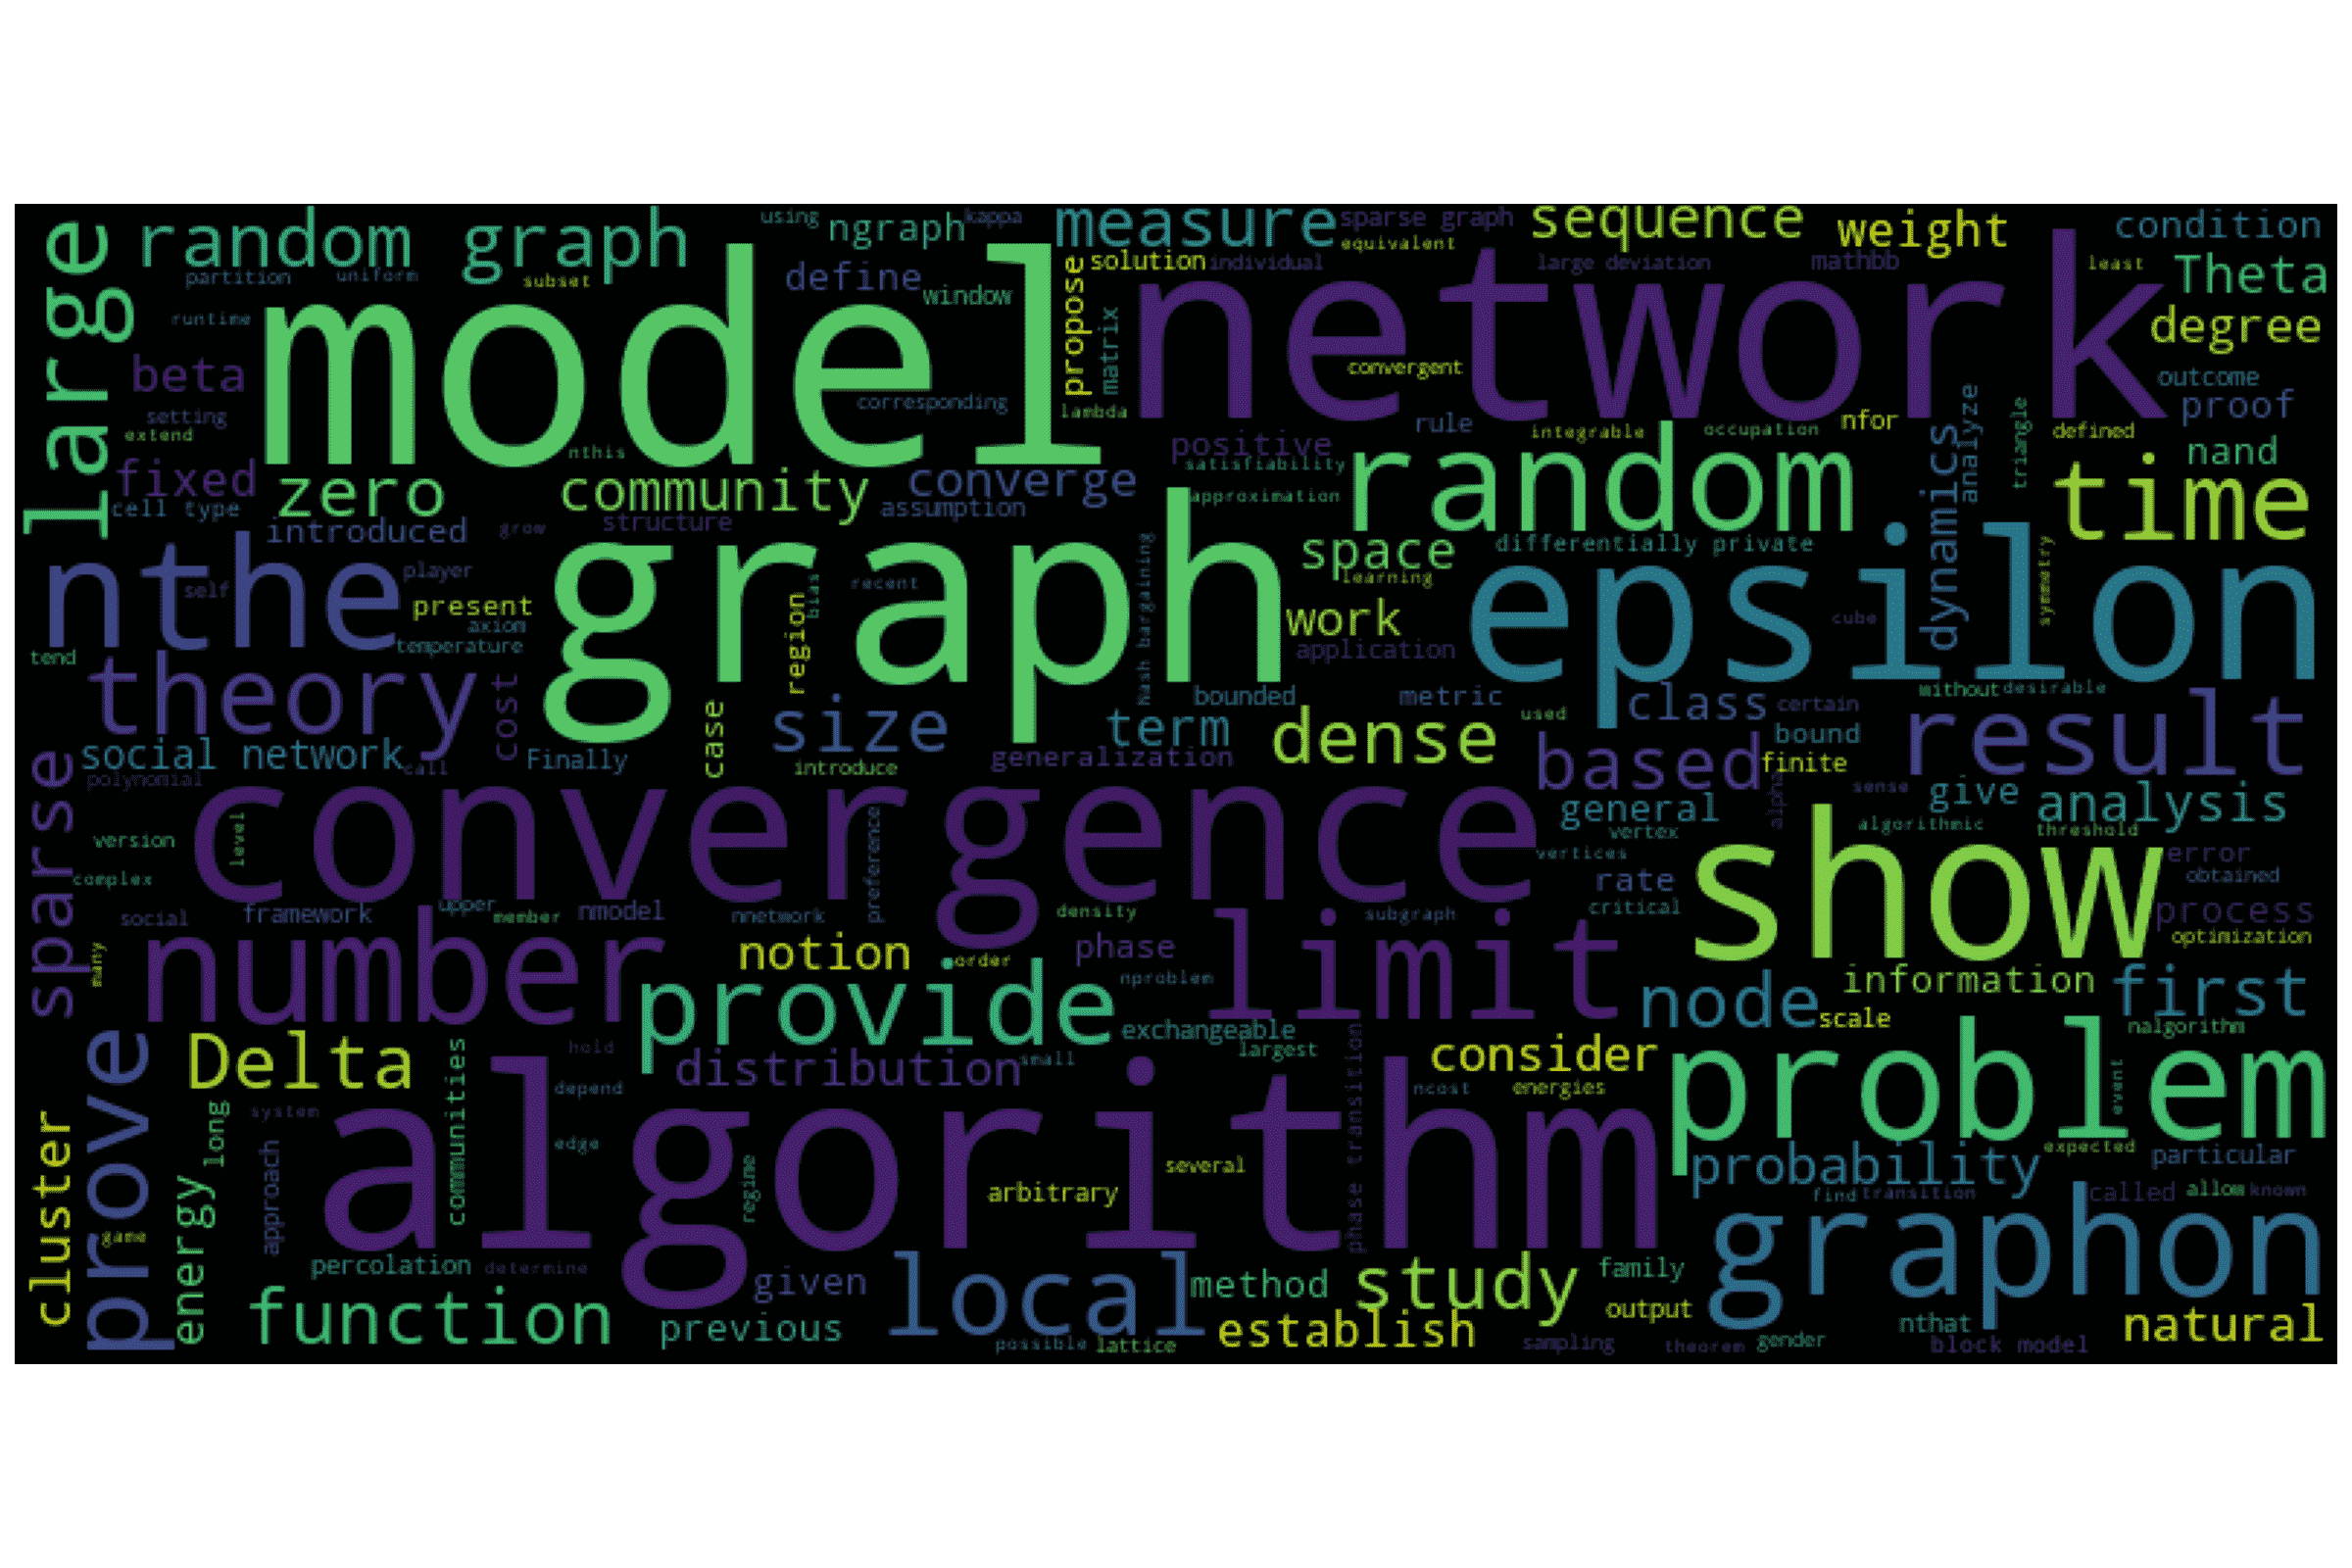 large
random graph
using
kappa
ngraph
partition
uniform
subset
define
window
runtime
model
beta
setting
extend
corresponding
nthis
fixed
zero
community
converge
cell type
assumption
measure
sparse graph
equivalent
sequence
weight
condition
solution
individual
large deviation
mathbb
least
Theta
propose
matrix
network
degree
convergent
lambda
outcome
rule
integrable
occupation
nfor
defined
proof
positive
satisfiability
random
approximation
dynamics
analyze
triangle
nand
time
introduced
structure
grow
nthe
player
self
present
axiom
temperature
tend
graph
recent
bias
region
Nash bargaining
space
differentially private
learning
work
application
epsilon
cube
symmetry
theory
cost
case
size
bounded
term
metric
dense
used
class
without
desirable
certain
bound
result
social network
call
Finally
introduce
generalization
based
finite
polynomial
sparse
version
level
complex
convergence
preference
general
vertex
vertices
alpha
sense
give
analysis
algorithmic
threshold
show
error
obtained
rate
critical
process
optimization
social
framework
upper
member
nmodel
nnetwork
density
subgraph
many
number
notion
order
phase
nproblem
limit
node
information
first
scale
nalgorithm
provide
exchangeable
largest
prove
Delta
communities
hold
depend
distribution
small
phase transition
consider
ncost
energies
problem
event
cluster
long
system
approach
edge
algorithm
regime
several
arbitrary
probability
expected
particular
find
transition
called
allow
known
game
energy
percolation
determine
given
local
method
study
family
graphon
function
previous
possible
lattice
establish
output
sampling
theorem
gender
nthat
block model
natural